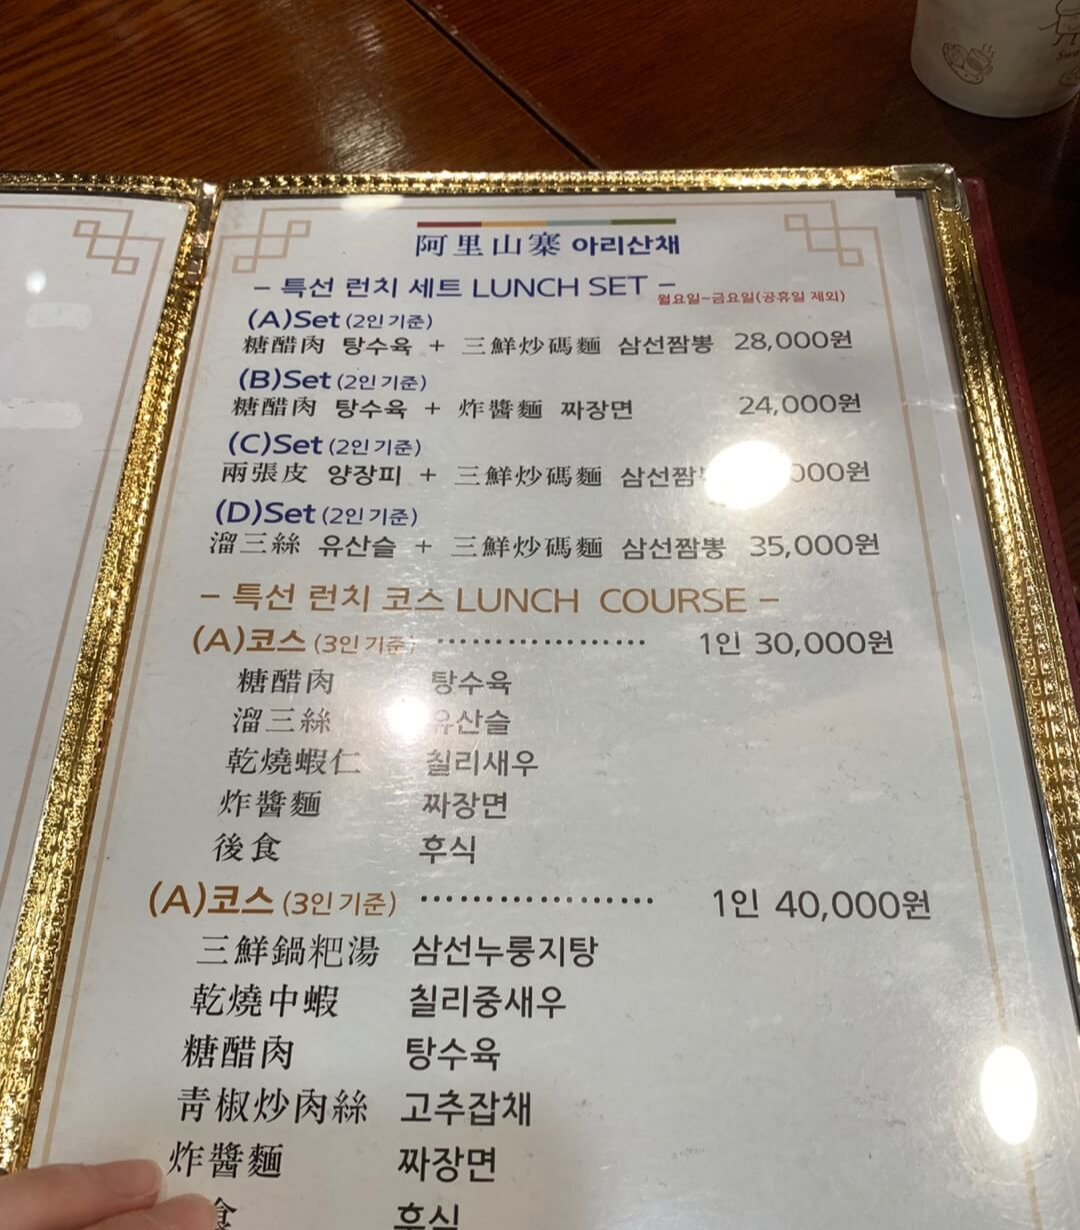 阿里山寨 아리산채
– 특선 런치 세트 LUNCH SET –
월요일~금요일(공휴일 제외)
(A)Set (2인 기준)
糖醋肉 탕수육 + 三鮮炒碼麵 삼선짬뽕 28,000원
(B)Set (2인 기준)
糖醋肉 탕수육 + 炸醬麵 짜장면 24,000원
(C)Set (2인 기준)
兩張皮 양장피 + 三鮮炒碼麵
(D)Set (2인 기준)
溜三絲 유산슬 + 三鮮炒碼麵 삼선짬뽕 35,000원
– 특선 런치 코스 LUNCH COURSE –
(A)코스 (3인 기준) ··················· 1인 30,000원
糖醋肉 탕수육
溜三絲 유산슬
乾燒蝦仁 칠리새우
炸醬麵 짜장면
後食 후식
(A)코스 (3인 기준) ··················· 1인 40,000원
三鮮鍋粑湯 삼선누룽지탕
乾燒中蝦 칠리중새우
糖醋肉 탕수육
青椒炒肉絲 고추잡채
炸醬麵 짜장면
食 후식